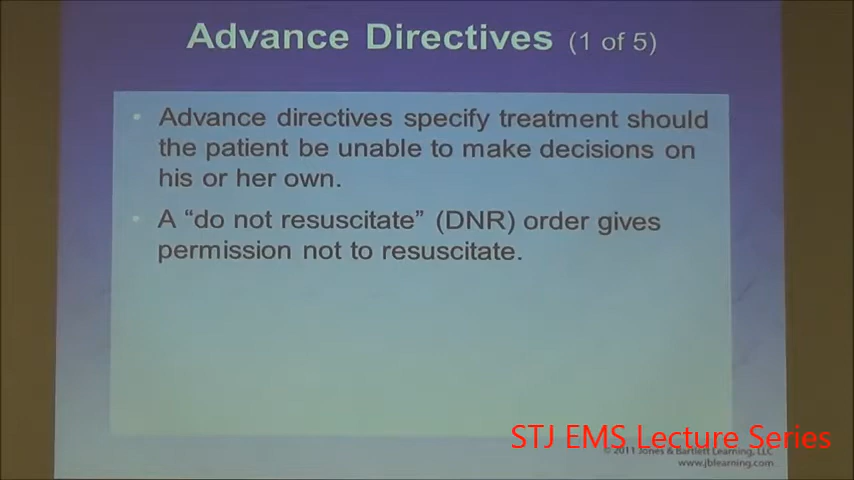 Advance Directives (1 of 5)
• Advance directives specify treatment should
the patient be unable to make decisions on
his or her own.
• A “do not resuscitate” (DNR) order gives
permission not to resuscitate.
STJ EMS Lecture Series
© 2011 Jones & Bartlett Learning, LLC
www.jblearning.com